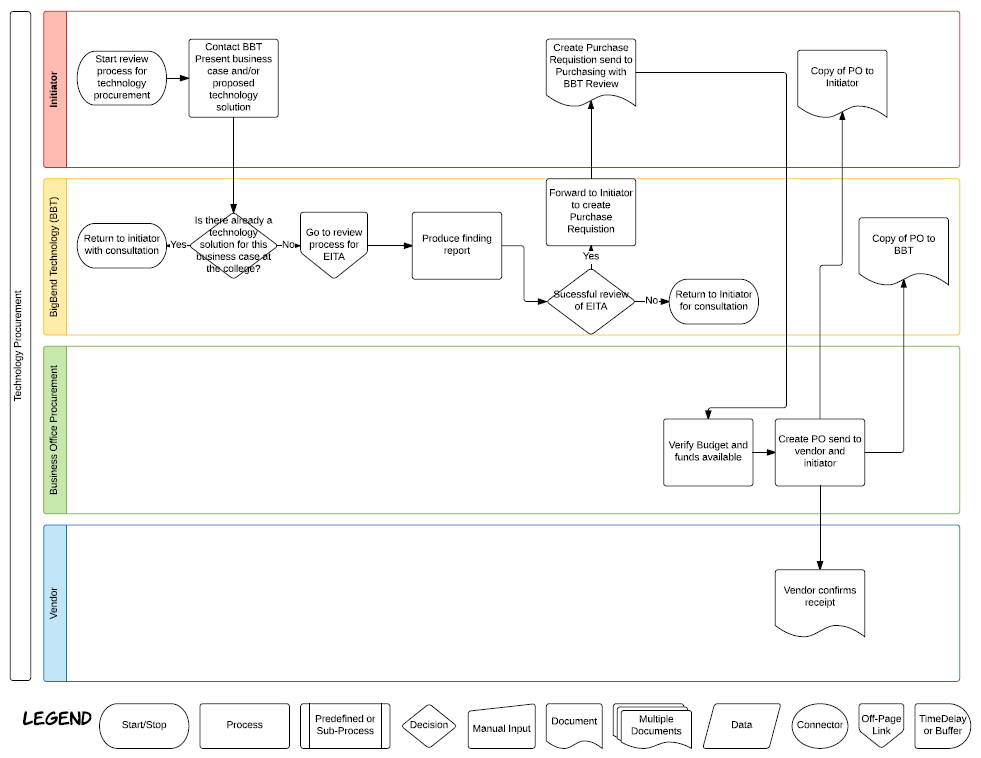 Technology Procurement
Initiator
Start review
process for
technology
procurement
Contact BBT
Present business
case and/or
proposed
technology
solution
Create Purchase
Requistion send to
Purchasing with
BBT Review
Copy of PO to
Initiator
BigBend Technology (BBT)
Return to initiator
with consultation
Yes
Is there already a
technology
solution for this
business case at
the college?
No
Go to review
process for
EITA
Produce finding
report
Forward to Initiator
to create
Purchase
Requistion
Yes
Sucessful review
of EITA
No
Return to Initiator
for consultation
Copy of PO to
BBT
Business Office Procurement
Verify Budget and
funds available
Create PO send to
vendor and
initiator
Vendor
Vendor confirms
receipt
LEGEND
Start/Stop
Process
Predefined or
Sub-Process
Decision
Manual Input
Document
Multiple
Documents
Data
Connector
Off-Page
Link
TimeDelay
or Buffer